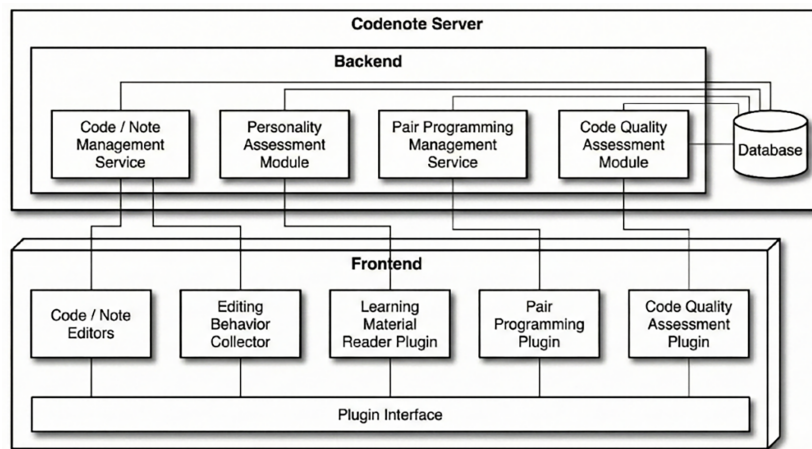 Codenote Server
Backend
Code / Note
Management
Service
Personality
Assessment
Module
Pair Programming
Management
Service
Code Quality
Assessment
Module
Database
Frontend
Code / Note
Editors
Editing
Behavior
Collector
Learning
Material
Reader Plugin
Pair
Programming
Plugin
Code Quality
Assessment
Plugin
Plugin Interface